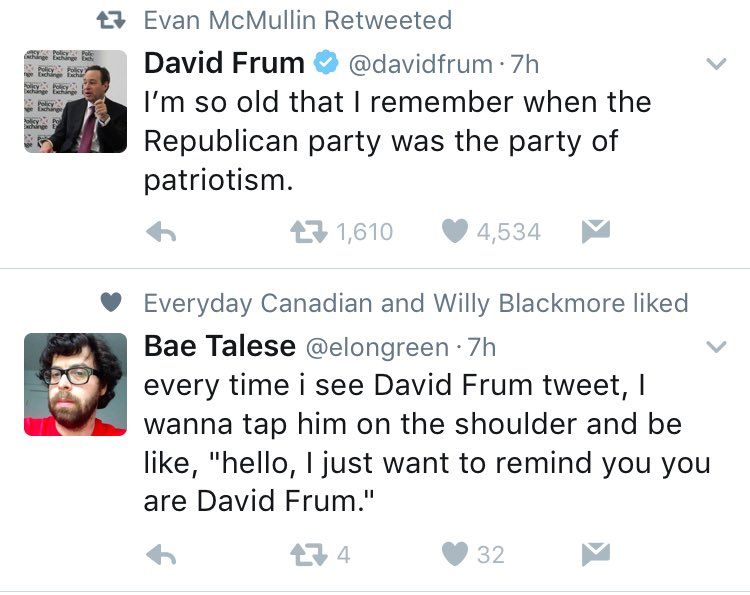 Evan McMullin Retweeted
David Frum @davidfrum · 7h
I'm so old that I remember when the
Republican party was the party of
patriotism.
1,610 4,534
Everyday Canadian and Willy Blackmore liked
Bae Talese @elongreen · 7h
every time i see David Frum tweet, I
wanna tap him on the shoulder and be
like, "hello, I just want to remind you you
are David Frum."
4 32